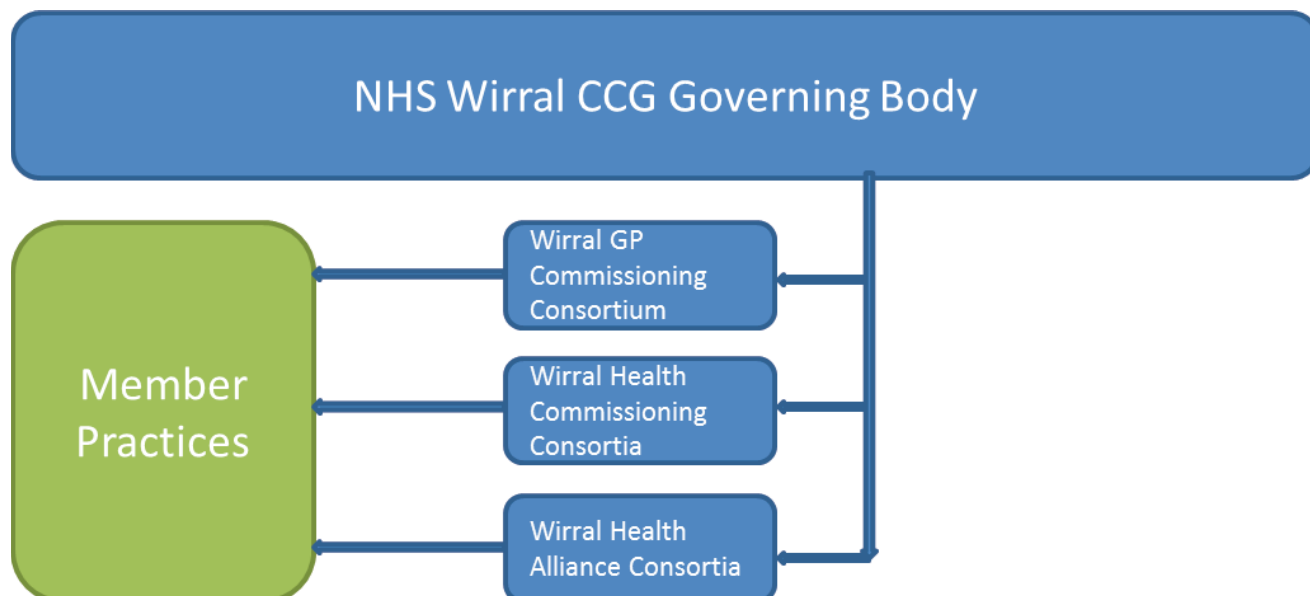 NHS Wirral CCG Governing Body
Wirral GP
Commissioning
Consortium
Member
Practices
Wirral Health
Commissioning
Consortia
Wirral Health
Alliance Consortia